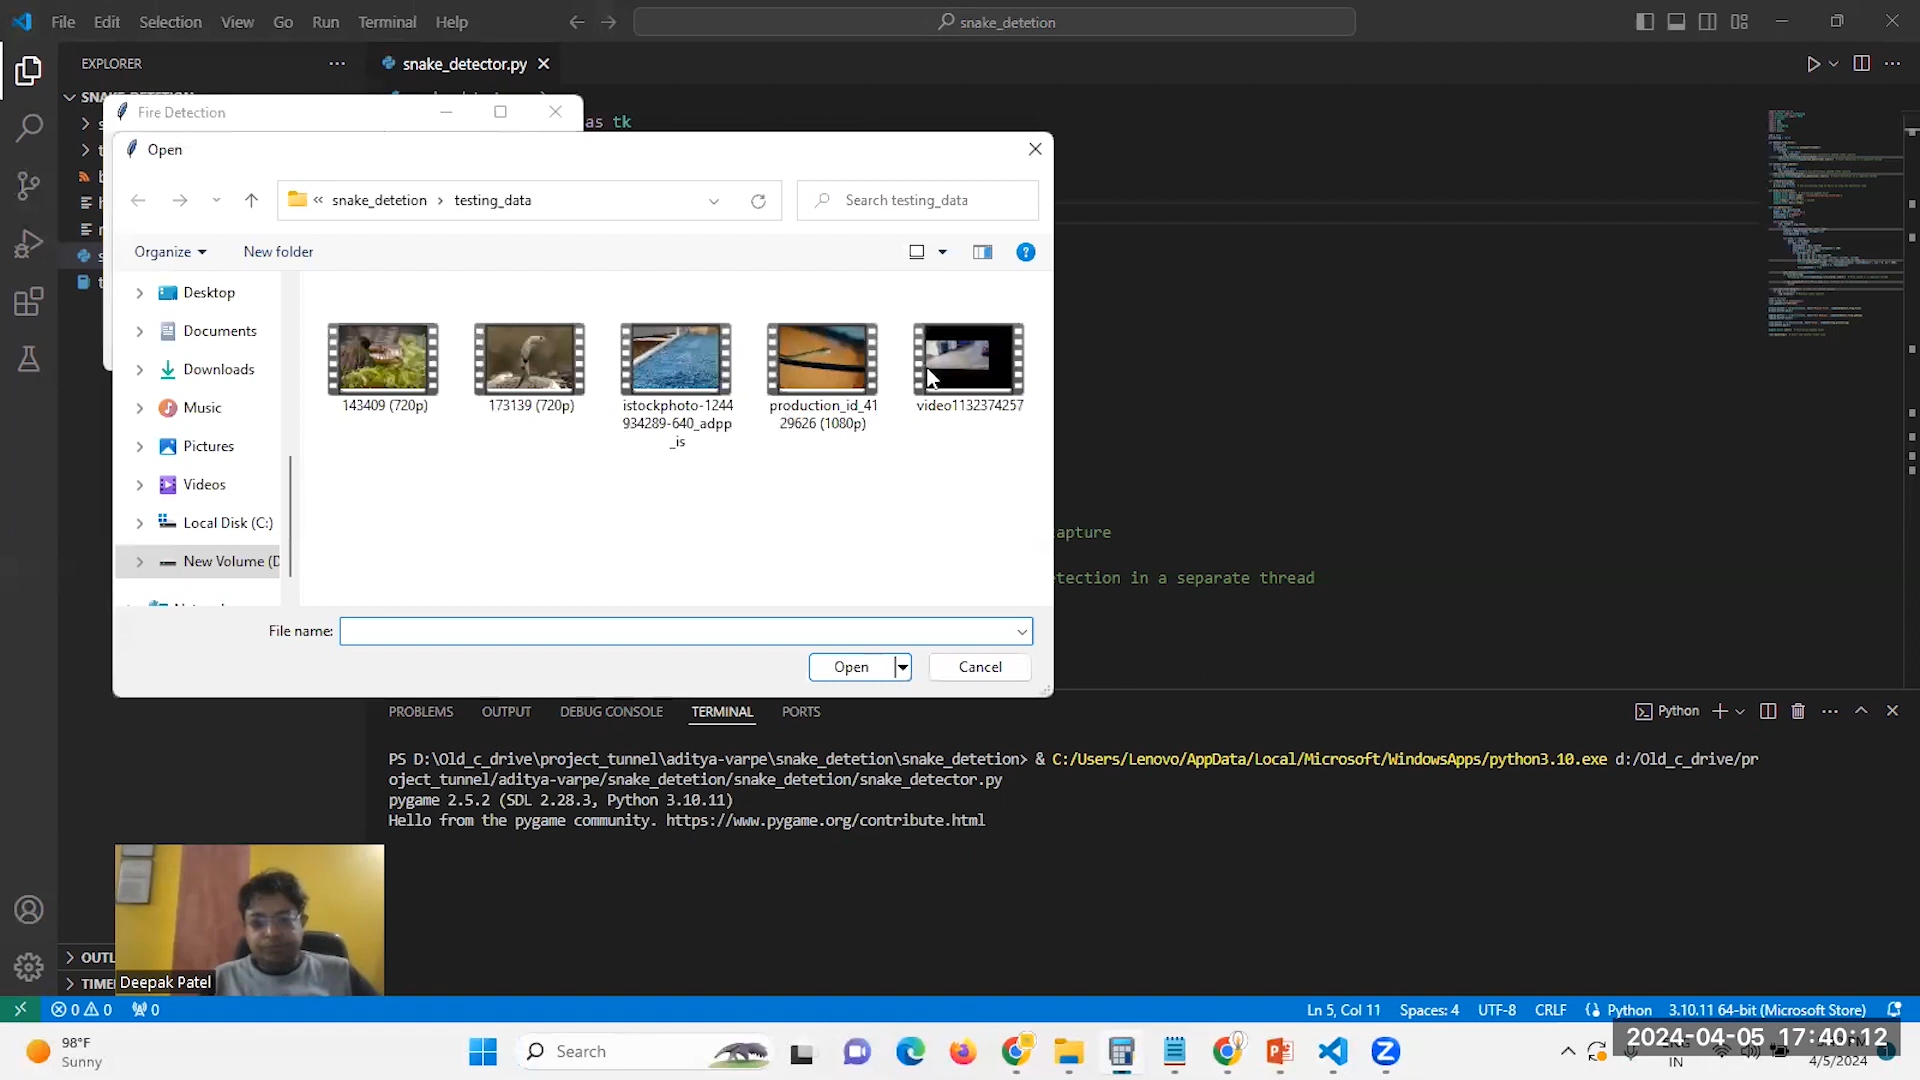 File Edit Selection View Go Run Terminal Help
snake_detetion
EXPLORER
snake_detector.py
Fire Detection
as tk
Open
« snake_detetion › testing_data
Search testing_data
Organize
New folder
Desktop
Documents
Downloads
Music
Pictures
Videos
Local Disk (C:)
New Volume (D
143409 (720p)
173139 (720p)
istockphoto-1244
934289-640_adpp
_is
production_id_41
29626 (1080p)
video1132374257
apture
etection in a separate thread
File name:
Open
Cancel
PROBLEMS OUTPUT DEBUG CONSOLE TERMINAL PORTS
Python
PS D:\Old_c_drive\project_tunnel\aditya-varpe\snake_detetion\snake_detetion> & C:/Users/Lenovo/AppData/Local/Microsoft/WindowsApps/python3.10.exe d:/Old_c_drive/pr
oject_tunnel/aditya-varpe/snake_detetion/snake_detetion/snake_detector.py
pygame 2.5.2 (SDL 2.28.3, Python 3.10.11)
Hello from the pygame community. https://www.pygame.org/contribute.html
OUTL
TIME
Deepak Patel
0 0 0
Ln 5, Col 11 Spaces: 4 UTF-8 CRLF Python 3.10.11 64-bit (Microsoft Store)
98°F
Sunny
Search
IN
2024-04-05 17:40:12
4/5/2024